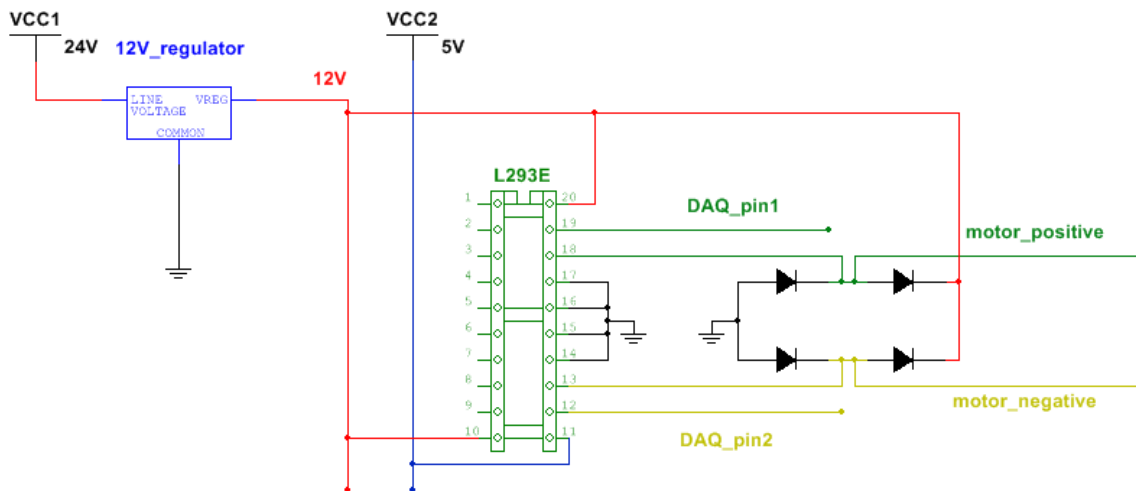 VCC1
24V
12V_regulator
LINE
VOLTAGE
VREG
COMMON
12V
VCC2
5V
L293E
1
2
3
4
5
6
7
8
9
10
20
19
18
17
16
15
14
13
12
11
DAQ_pin1
motor_positive
motor_negative
DAQ_pin2